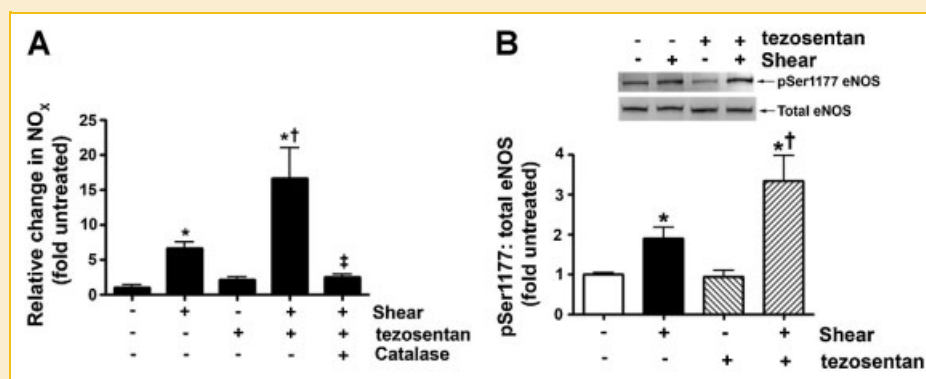 A
Relative change in NOX
(fold untreated)
25
20
15
10
5
0
*
*†
‡
- + - + + Shear
- - + + + tezosentan
- - - - + Catalase
B
- - + + tezosentan
- + - + Shear
pSer1177 eNOS
Total eNOS
pSer1177: total eNOS
(fold untreated)
4
3
2
1
0
*
*†
- + - + Shear
- - + + tezosentan